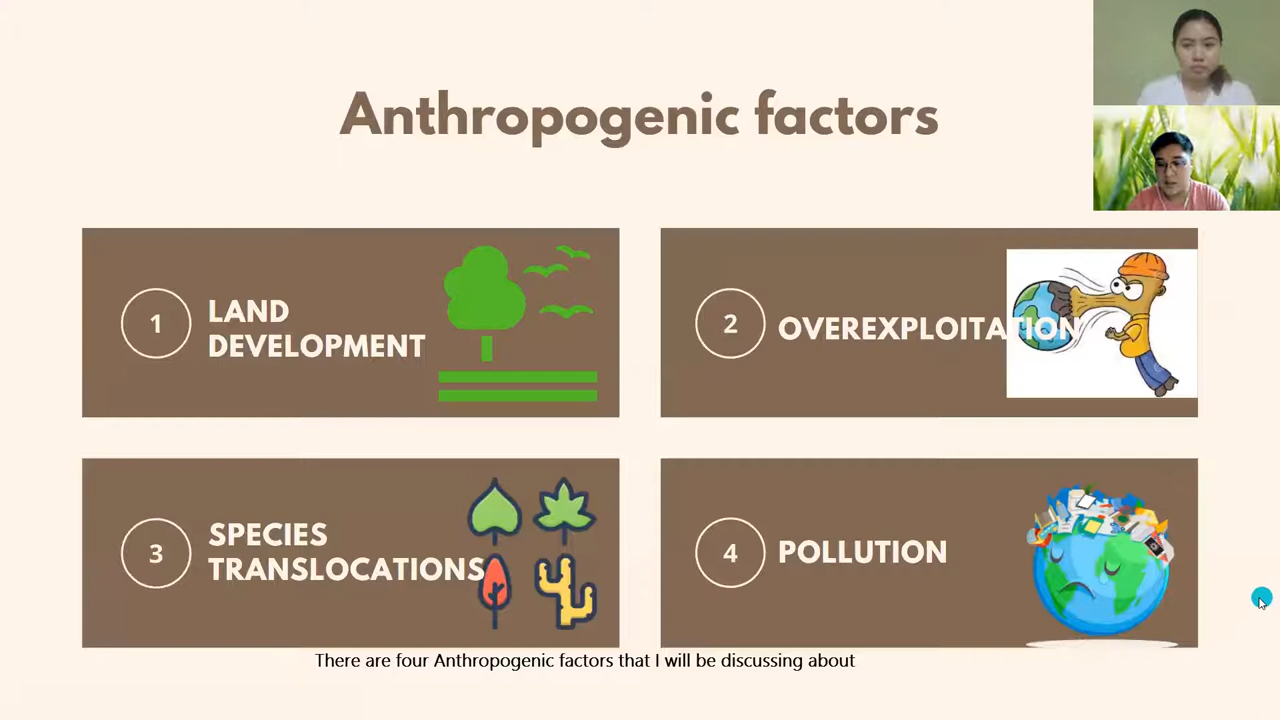 Anthropogenic factors
1
LAND
DEVELOPMENT
2
OVEREXPLOITATION
3
SPECIES
TRANSLOCATIONS
4
POLLUTION
There are four Anthropogenic factors that I will be discussing about